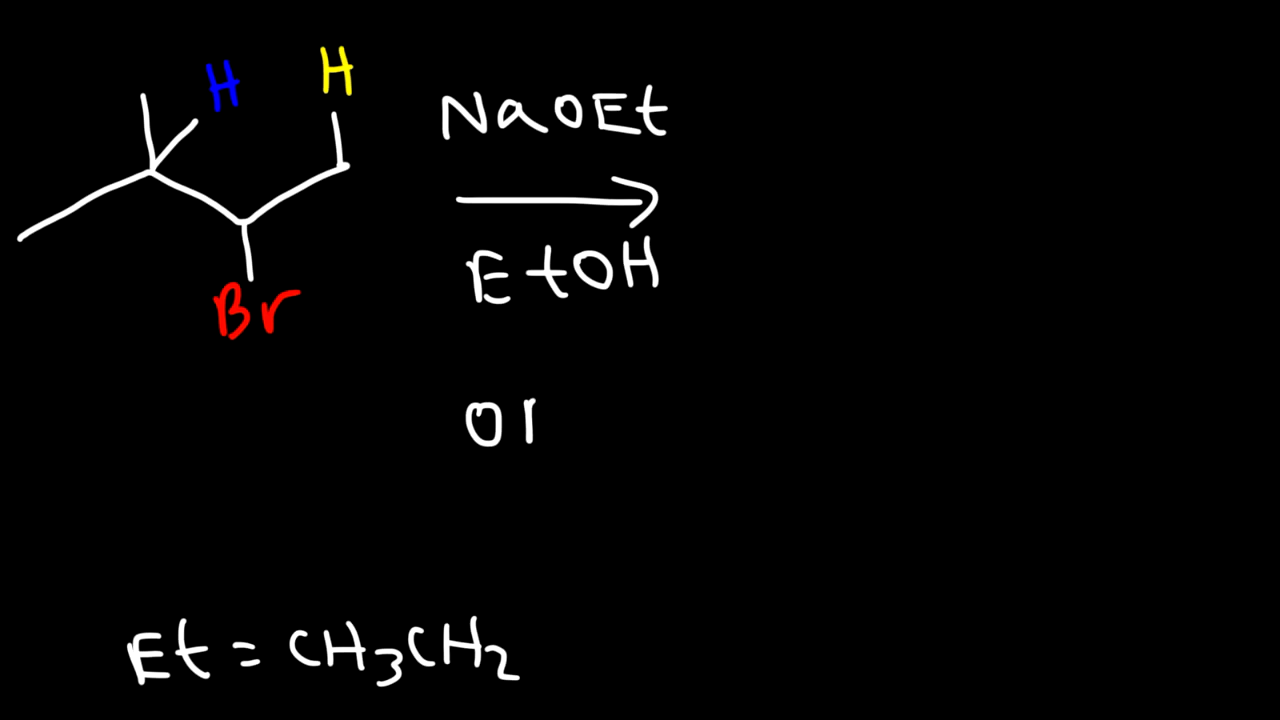 H H
NaOEt
EtOH
Br
or
Et = CH3CH2